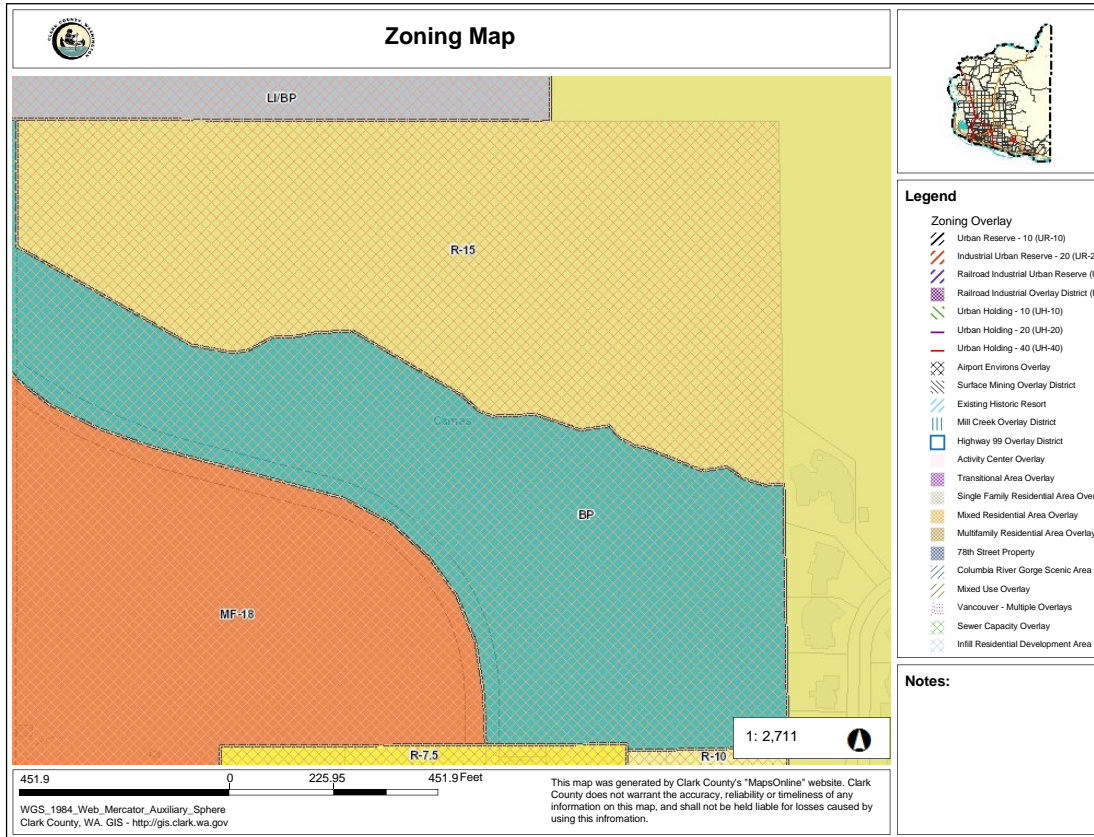 CLARK COUNTY, WASHINGTON
Zoning Map
LI/BP
R-15
Camas
BP
MF-18
R-7.5
R-10
1: 2,711
Legend
Zoning Overlay
Urban Reserve - 10 (UR-10)
Industrial Urban Reserve - 20 (UR-2
Railroad Industrial Urban Reserve (U
Railroad Industrial Overlay District (
Urban Holding - 10 (UH-10)
Urban Holding - 20 (UH-20)
Urban Holding - 40 (UH-40)
Airport Environs Overlay
Surface Mining Overlay District
Existing Historic Resort
Mill Creek Overlay District
Highway 99 Overlay District
Activity Center Overlay
Transitional Area Overlay
Single Family Residential Area Over
Mixed Residential Area Overlay
Multifamily Residential Area Overlay
78th Street Property
Columbia River Gorge Scenic Area
Mixed Use Overlay
Vancouver - Multiple Overlays
Sewer Capacity Overlay
Infill Residential Development Area
Notes:
451.9 0 225.95 451.9 Feet
WGS_1984_Web_Mercator_Auxiliary_Sphere
Clark County, WA. GIS - http://gis.clark.wa.gov
This map was generated by Clark County's "MapsOnline" website. Clark
County does not warrant the accuracy, reliability or timeliness of any
information on this map, and shall not be held liable for losses caused by
using this infromation.